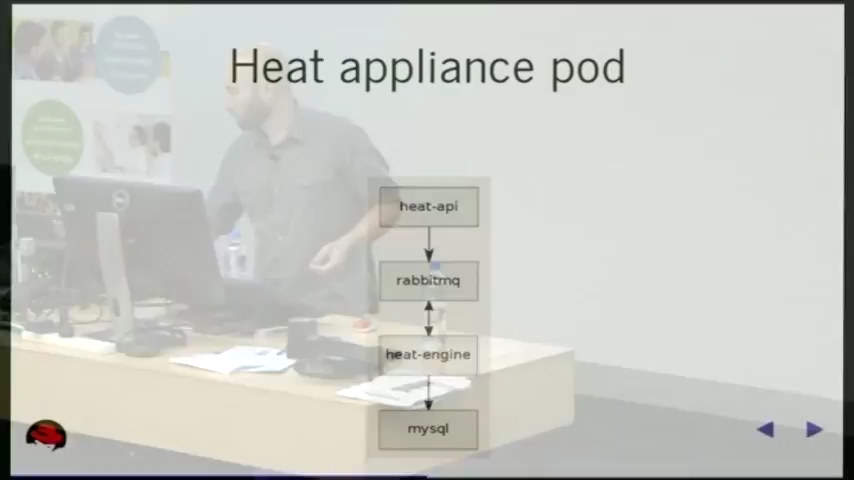 Heat appliance pod
heat-api
rabbitmq
heat-engine
mysql